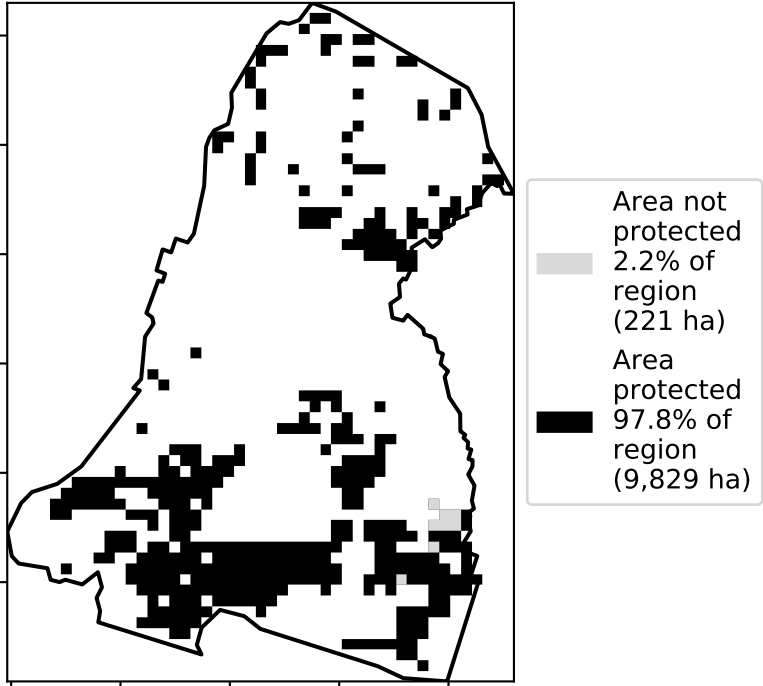 Area not
protected
2.2% of
region
(221 ha)
Area
protected
97.8% of
region
(9,829 ha)